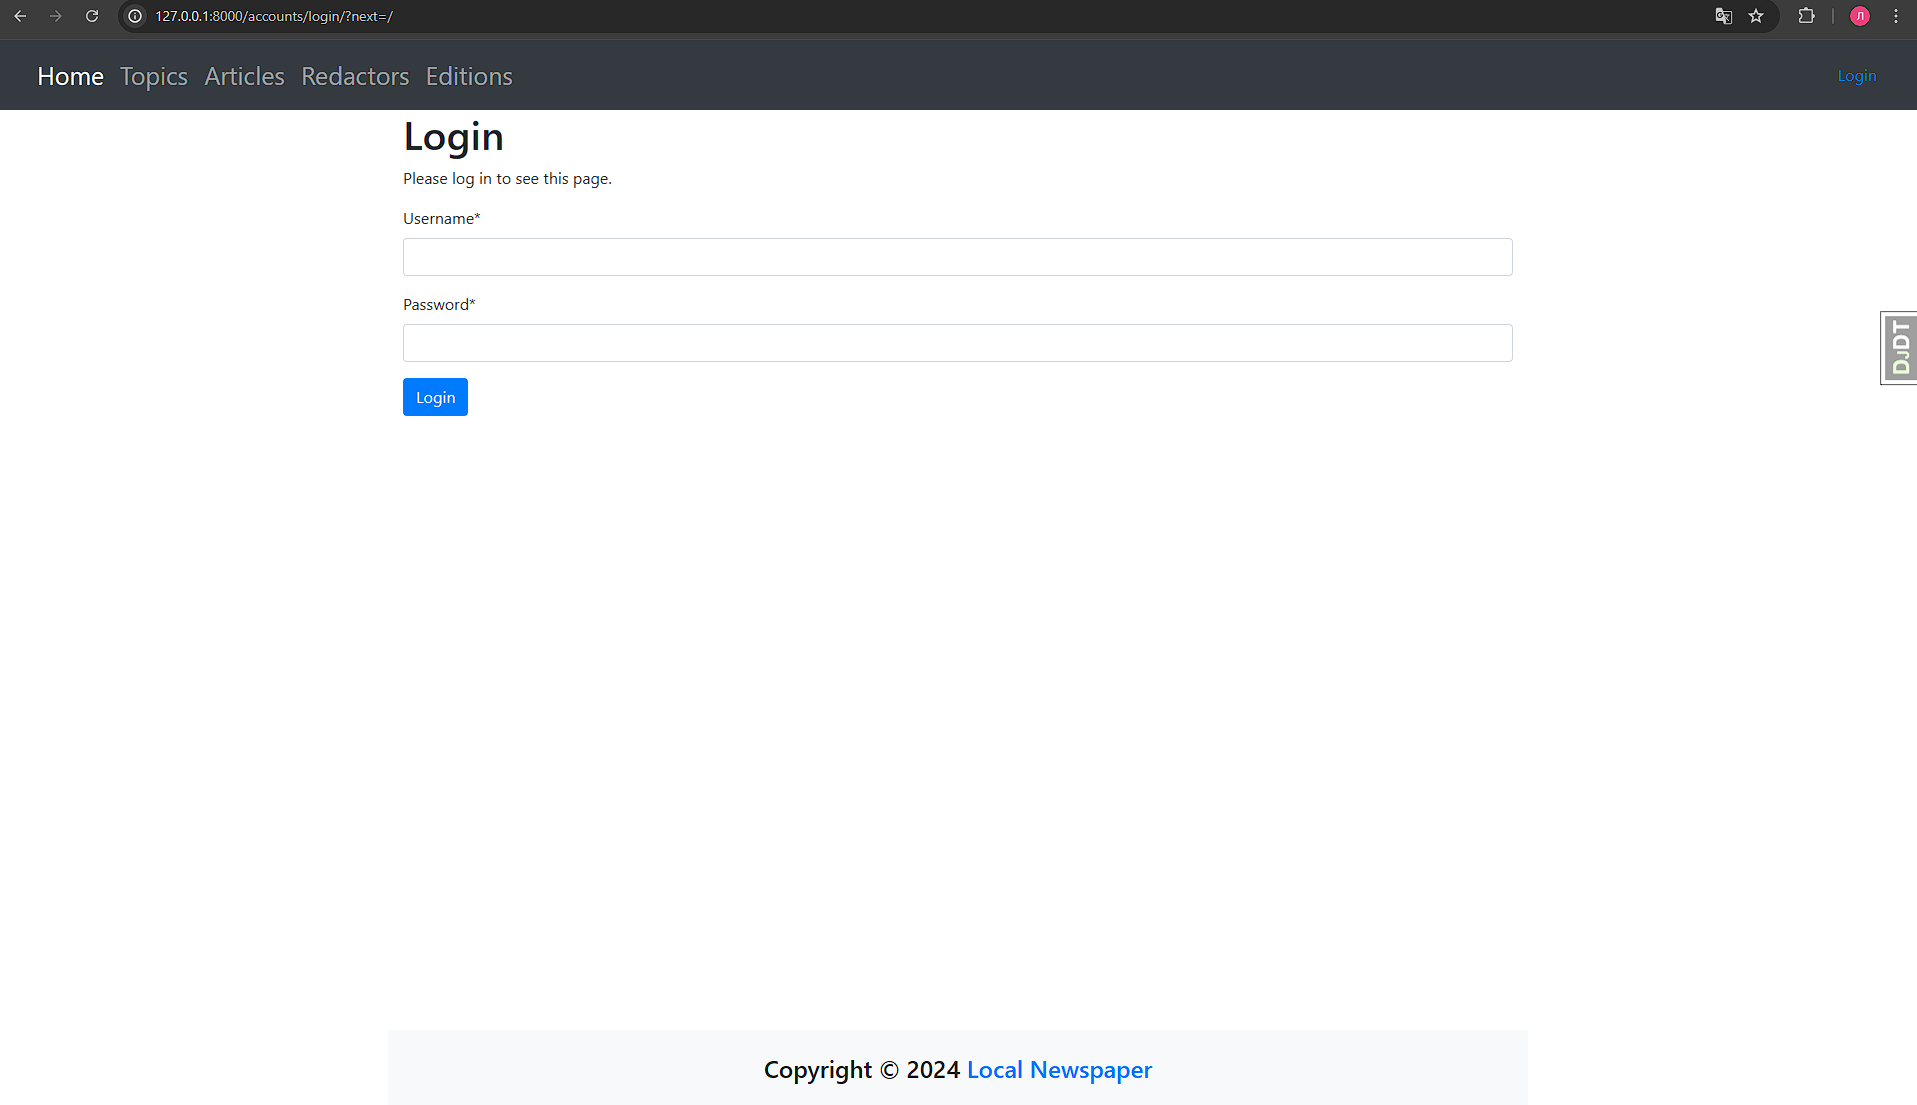 127.0.0.1:8000/accounts/login/?next=/
Л
Home Topics Articles Redactors Editions
Login
Login
Please log in to see this page.
Username*
Password*
DJDT
Login
Copyright © 2024 Local Newspaper